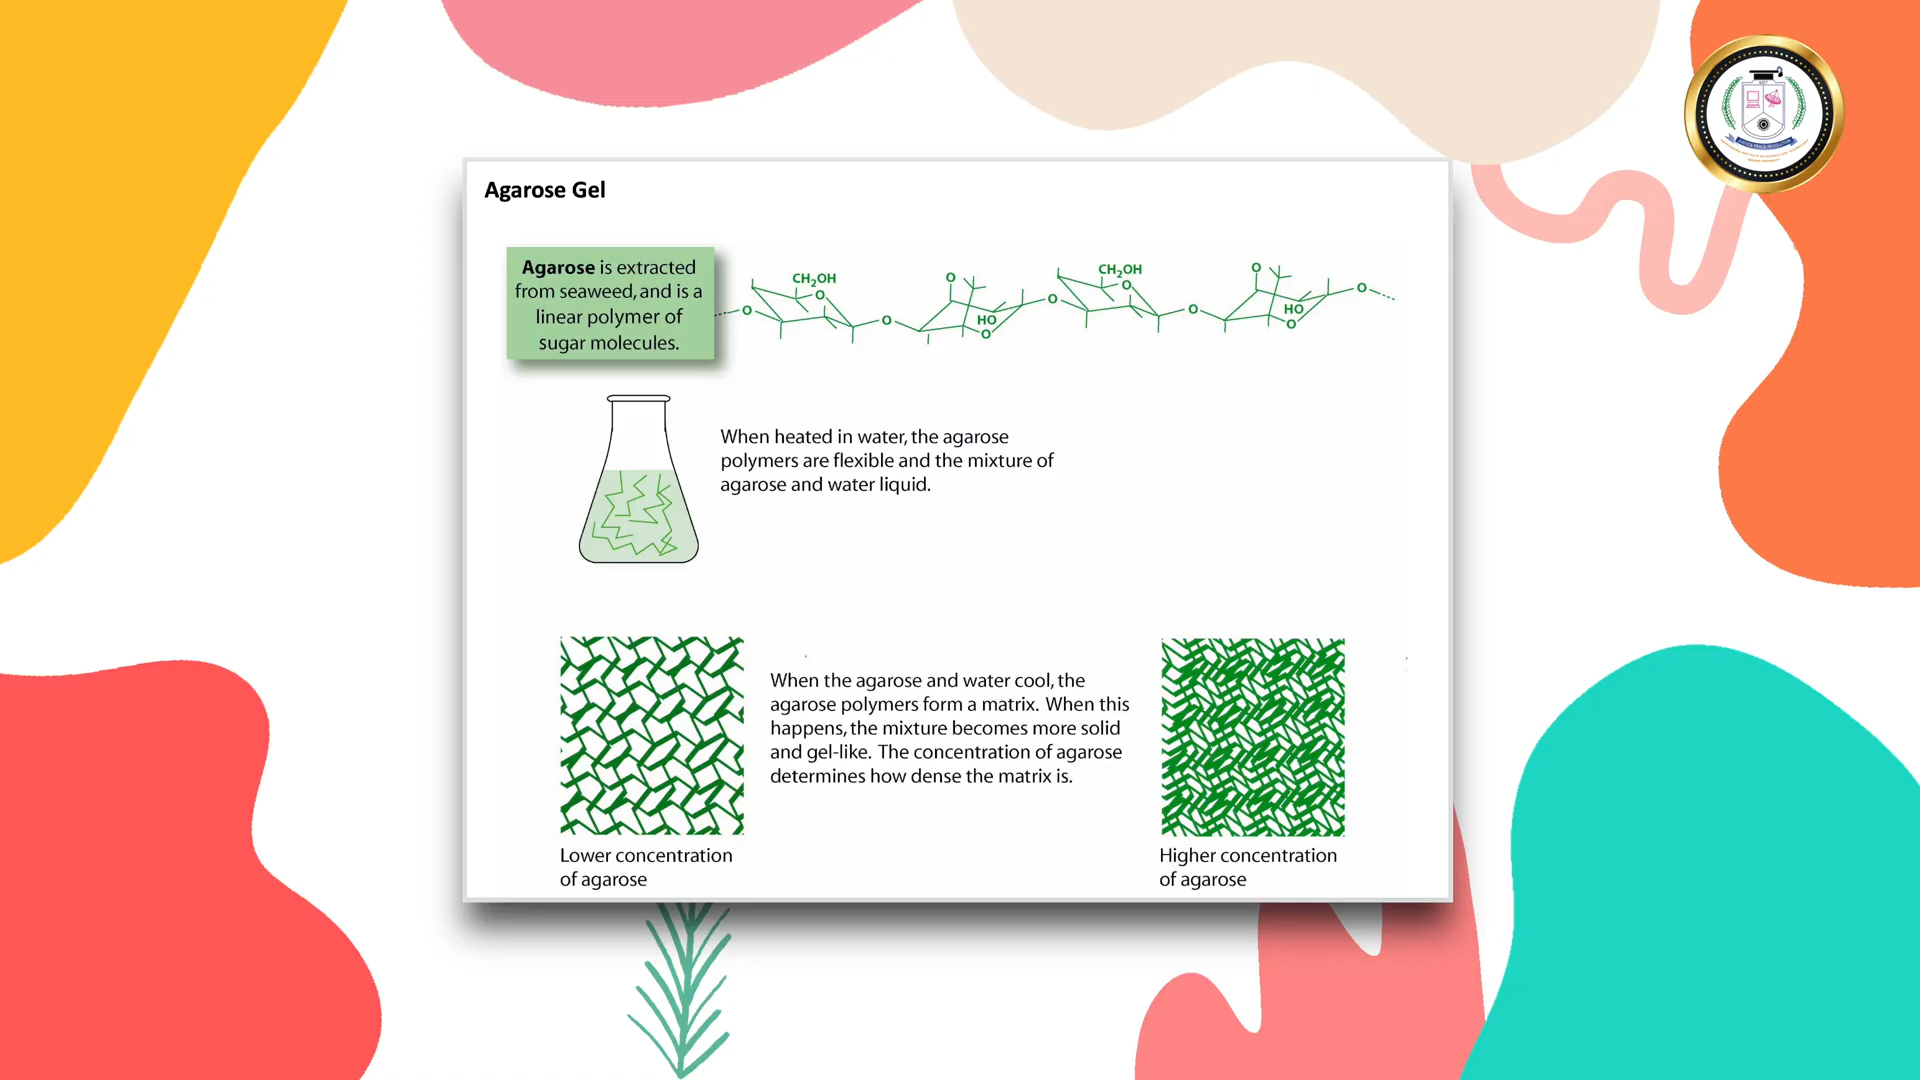 Agarose Gel
Agarose is extracted
from seaweed, and is a
linear polymer of
sugar molecules.
CH₂OH
O
O
O
O
HO
O
O
CH₂OH
O
O
O
HO
O
O
When heated in water, the agarose
polymers are flexible and the mixture of
agarose and water liquid.
When the agarose and water cool, the
agarose polymers form a matrix. When this
happens, the mixture becomes more solid
and gel-like. The concentration of agarose
determines how dense the matrix is.
Lower concentration
of agarose
Higher concentration
of agarose